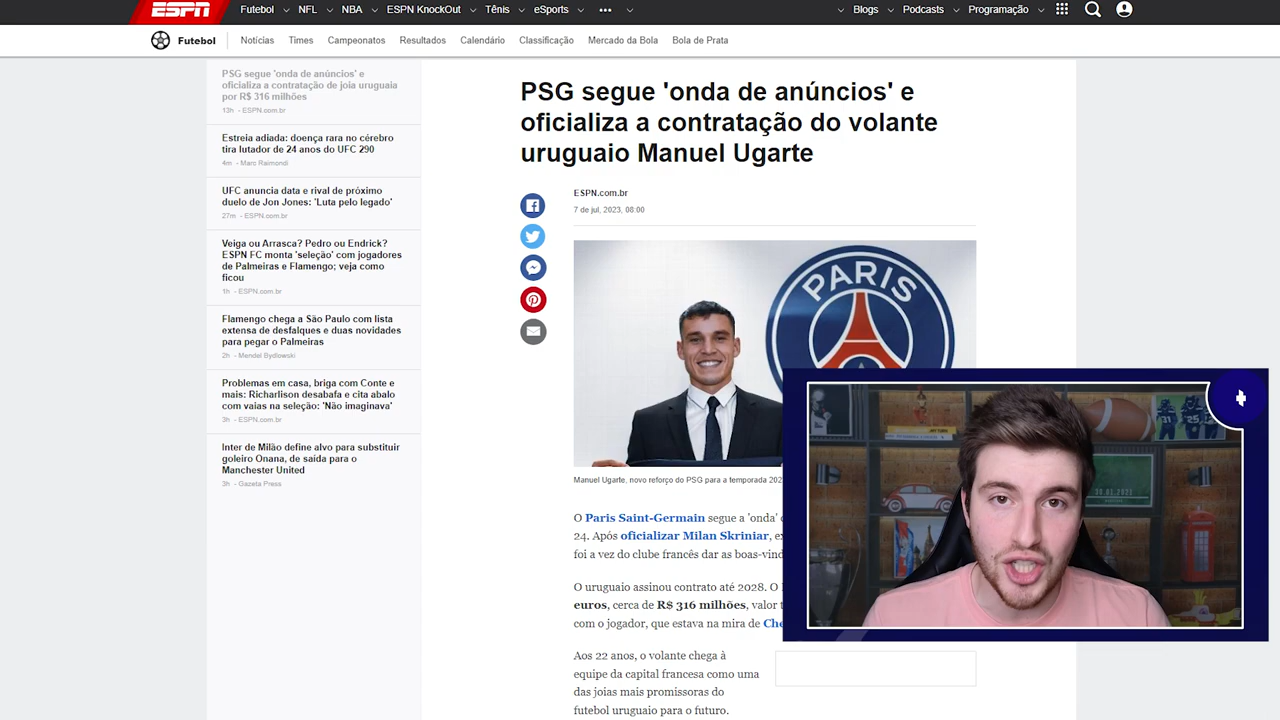 ESPN
Futebol NFL NBA ESPN KnockOut Tênis eSports Blogs Podcasts Programação
Futebol Notícias Times Campeonatos Resultados Calendário Classificação Mercado da Bola Bola de Prata
PSG segue 'onda de anúncios' e
oficializa a contratação de joia uruguaia
por R$ 316 milhões
13h - ESPN.com.br
Estreia adiada: doença rara no cérebro
tira lutador de 24 anos do UFC 290
4m - Marc Raimondi
UFC anuncia data e rival de próximo
duelo de Jon Jones: 'Luta pelo legado'
27m - ESPN.com.br
Veiga ou Arrasca? Pedro ou Endrick?
ESPN FC monta 'seleção' com jogadores
de Palmeiras e Flamengo; veja como
ficou
1h - ESPN.com.br
Flamengo chega a São Paulo com lista
extensa de desfalques e duas novidades
para pegar o Palmeiras
2h - Mendel Bydlowski
Problemas em casa, briga com Conte e
mais: Richarlison desabafa e cita abalo
com vaias na seleção: 'Não imaginava'
3h - ESPN.com.br
Inter de Milão define alvo para substituir
goleiro Onana, de saída para o
Manchester United
3h - Gazeta Press
PSG segue 'onda de anúncios' e
oficializa a contratação do volante
uruguaio Manuel Ugarte
ESPN.com.br
7 de jul, 2023, 08:00
PARIS
Manuel Ugarte, novo reforço do PSG para a temporada 202
O Paris Saint-Germain segue a 'onda'
24. Após oficializar Milan Skriniar, ex
foi a vez do clube francês dar as boas-vind
O uruguaio assinou contrato até 2028. O
euros, cerca de R$ 316 milhões, valor
com o jogador, que estava na mira de Che
Aos 22 anos, o volante chega à
equipe da capital francesa como uma
das joias mais promissoras do
futebol uruguaio para o futuro.
30.01.2021